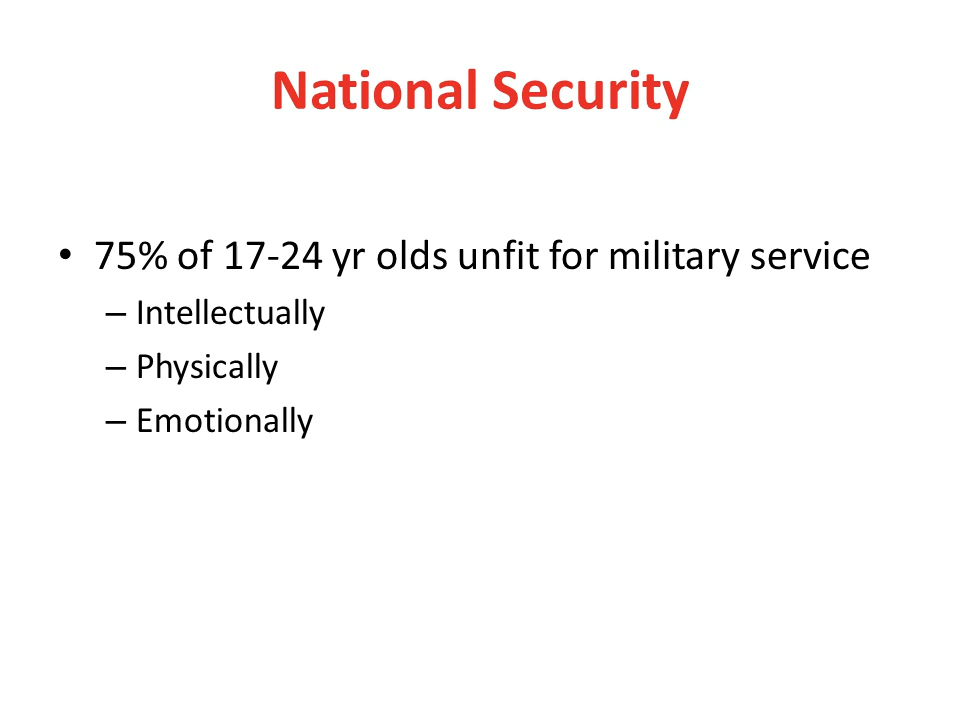 National Security
• 75% of 17-24 yr olds unfit for military service
– Intellectually
– Physically
– Emotionally